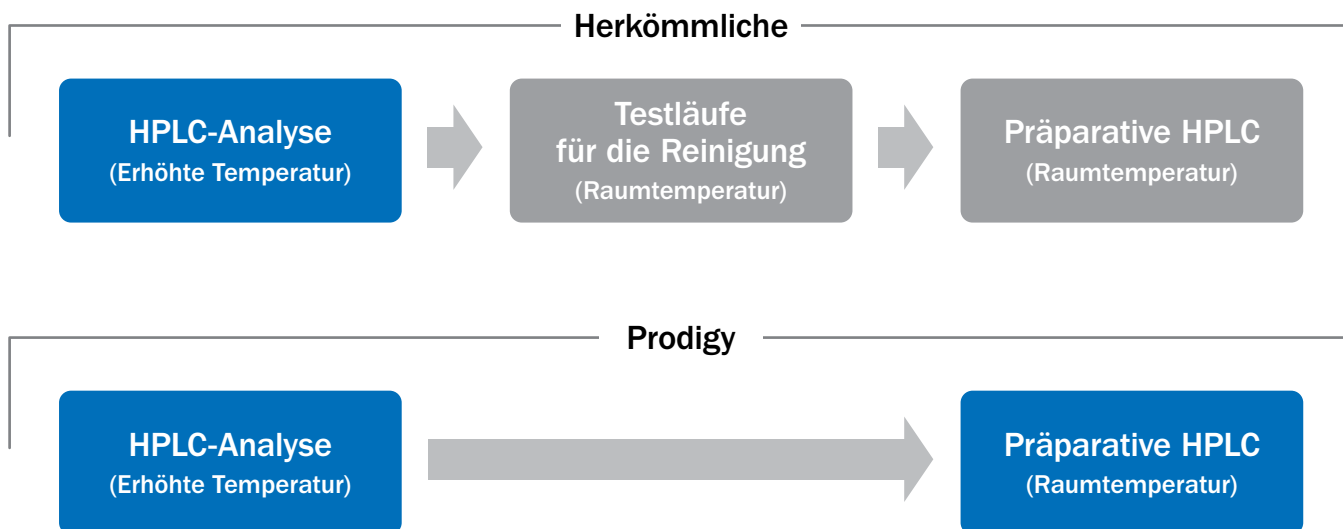 Herkömmliche
HPLC-Analyse
(Erhöhte Temperatur)
Testläufe
für die Reinigung
(Raumtemperatur)
Präparative HPLC
(Raumtemperatur)
Prodigy
HPLC-Analyse
(Erhöhte Temperatur)
Präparative HPLC
(Raumtemperatur)